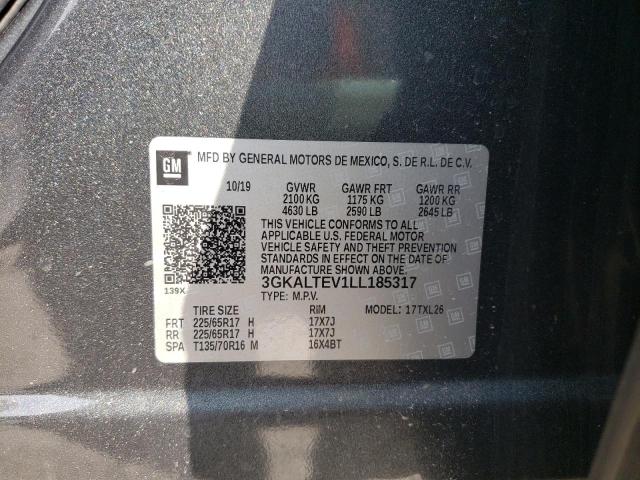 GM MFD BY GENERAL MOTORS DE MEXICO, S. DE R.L. DE C.V.
10/19 GVWR GAWR FRT GAWR RR
2100 KG 1175 KG 1200 KG
4630 LB 2590 LB 2645 LB
THIS VEHICLE CONFORMS TO ALL
APPLICABLE U.S. FEDERAL MOTOR
VEHICLE SAFETY AND THEFT PREVENTION
STANDARDS IN EFFECT ON THE DATE OF
MANUFACTURE SHOWN ABOVE.
139X 3GKALTEV1LL185317
TYPE: M.P.V. MODEL: 17TXL26
TIRE SIZE RIM
FRT 225/65R17 H 17X7J
RR 225/65R17 H 17X7J
SPA T135/70R16 M 16X4BT